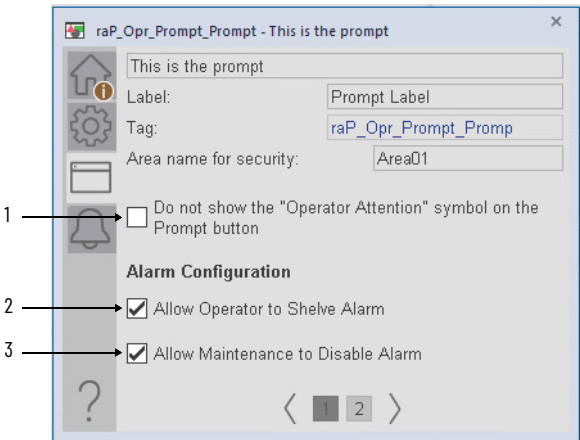 raP_Opr_Prompt_Prompt - This is the prompt
This is the prompt
Label: Prompt Label
Tag: raP_Opr_Prompt_Promp
Area name for security: Area01
1
Do not show the "Operator Attention" symbol on the
Prompt button
Alarm Configuration
2
Allow Operator to Shelve Alarm
3
Allow Maintenance to Disable Alarm
?
1 2